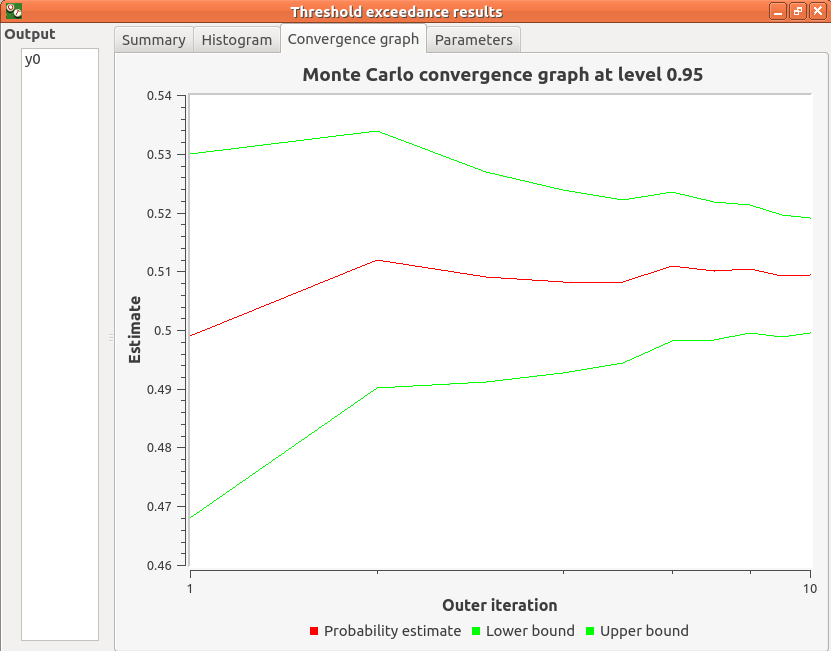 Threshold exceedance results
Output
y0
Summary Histogram Convergence graph Parameters
Monte Carlo convergence graph at level 0.95
0.54
0.53
0.52
0.51
0.5
0.49
0.48
0.47
0.46
Estimate
1 10
Outer iteration
Probability estimate Lower bound Upper bound